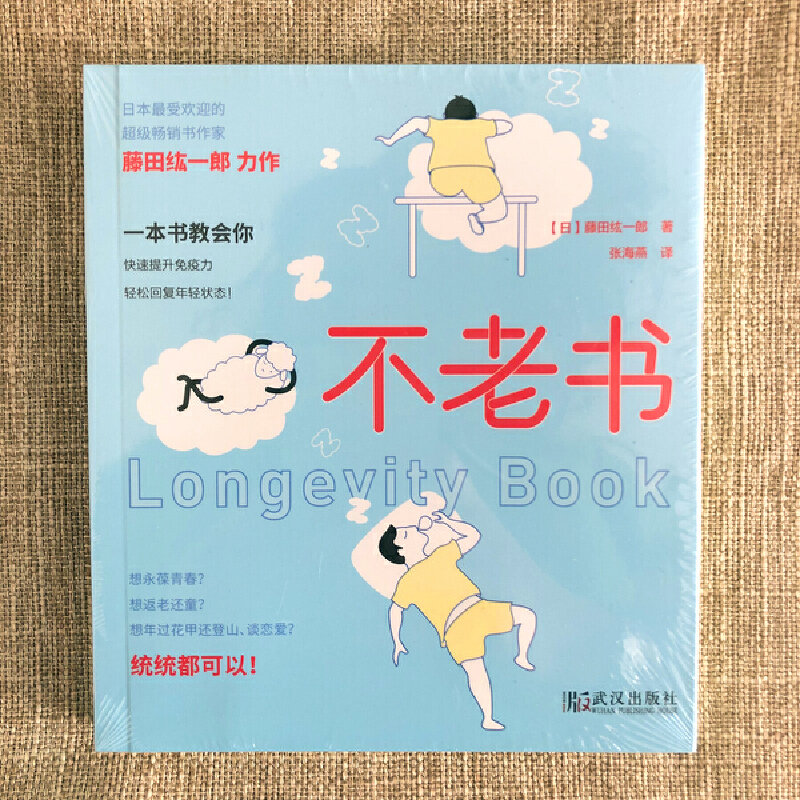 日本最受欢迎的
超级畅销书作家
藤田纮一郎 力作
一本书教会你
快速提升免疫力
轻松回复年轻状态！
【日】藤田纮一郎 著
张海燕 译
不老书
Longevity Book
想永葆青春？
想返老还童？
想年过花甲还登山、谈恋爱？
统统都可以！
武汉出版社
WUHAN PUBLISHING HOUSE
Z
Z
Z
Z
Z
Z
Z